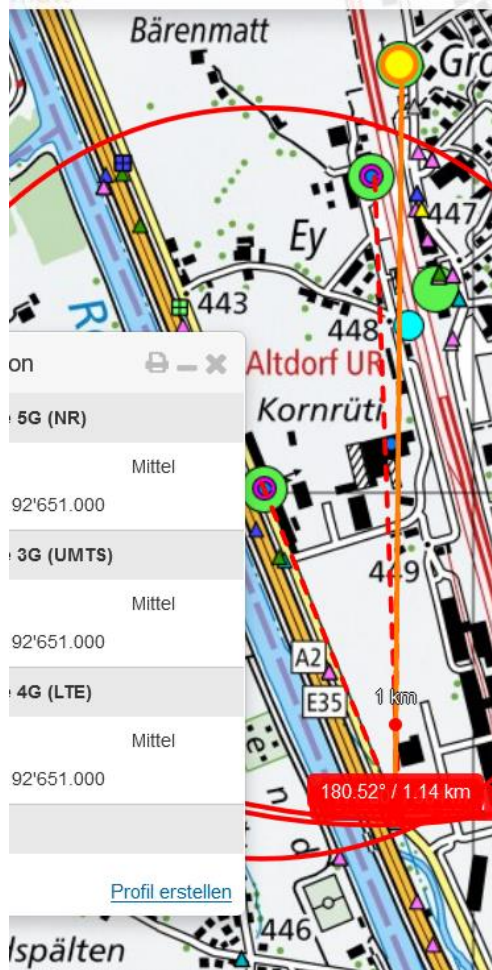 Bärenmatt
Gro
447
Ey
443
448
Altdorf UR
Kornrüti
on
5G (NR)
Mittel
92'651.000
3G (UMTS)
Mittel
92'651.000
4G (LTE)
Mittel
92'651.000
Profil erstellen
449
A2
E35
1 km
180.52° / 1.14 km
e
n
d
446
lspälten